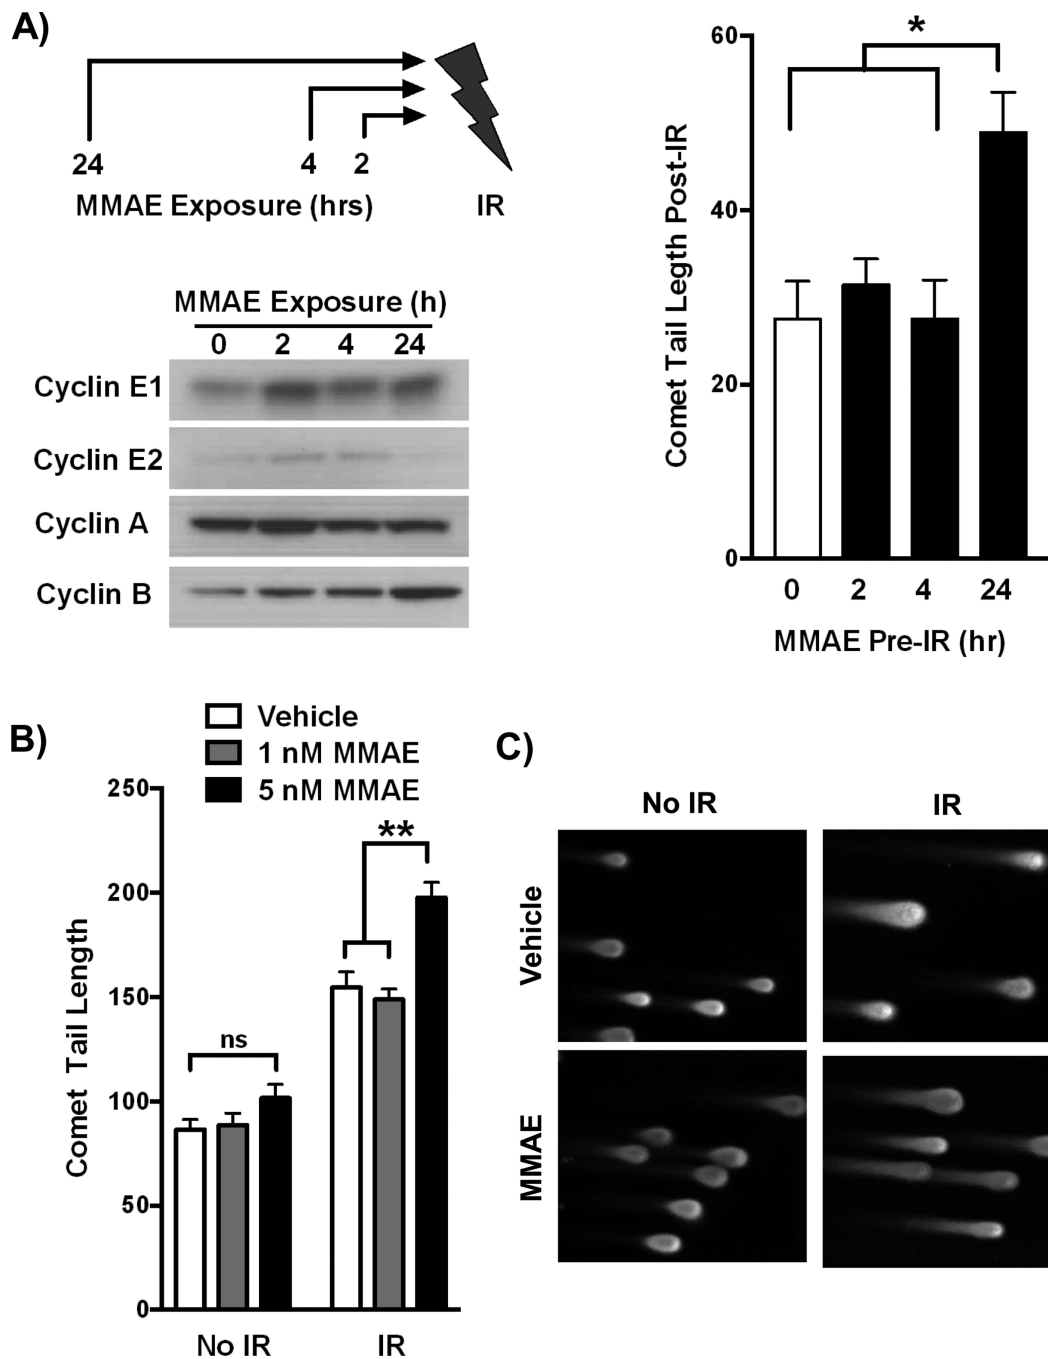 A)
24
4
2
MMAE Exposure (hrs)
IR
MMAE Exposure (h)
0 2 4 24
Cyclin E1
Cyclin E2
Cyclin A
Cyclin B
*
Comet Tail Legth Post-IR
60
40
20
0
0 2 4 24
MMAE Pre-IR (hr)
B)
Vehicle
1 nM MMAE
5 nM MMAE
Comet Tail Length
250
200
150
100
50
0
ns
**
No IR
IR
C)
No IR
IR
Vehicle
MMAE